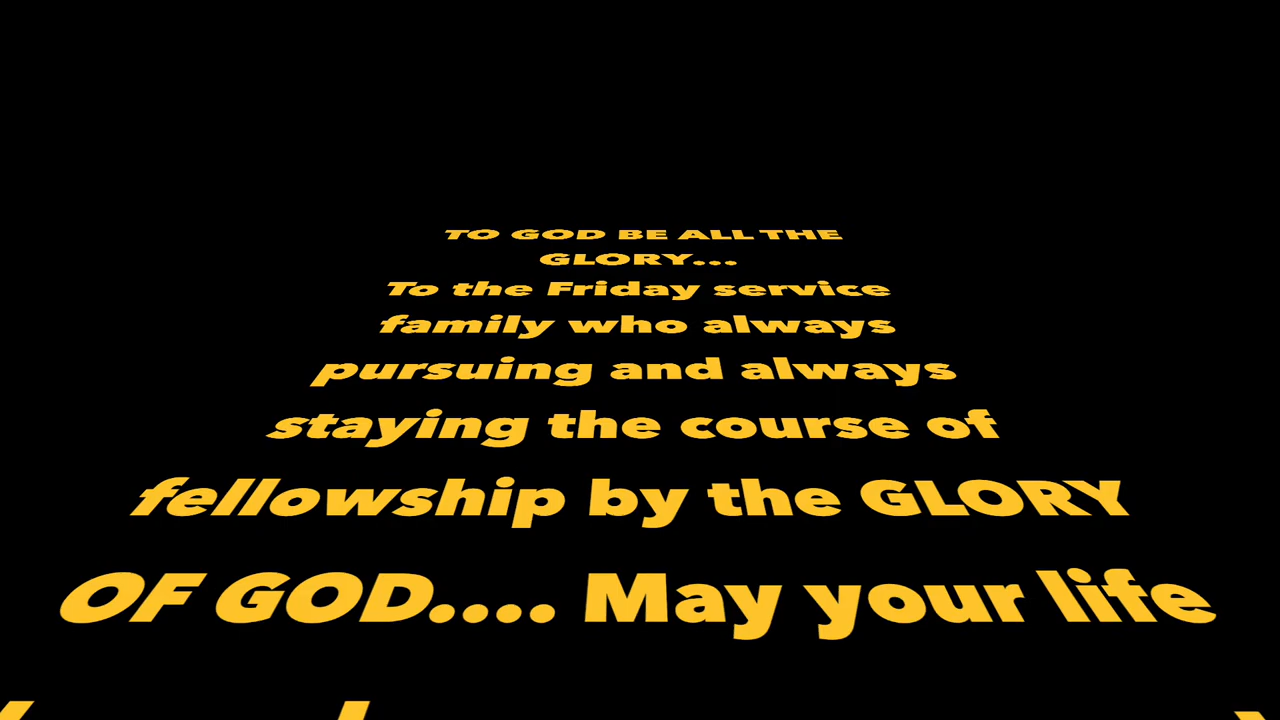 TO GOD BE ALL THE
GLORY...
To the Friday service
family who always
pursuing and always
staying the course of
fellowship by the GLORY
OF GOD.... May your life